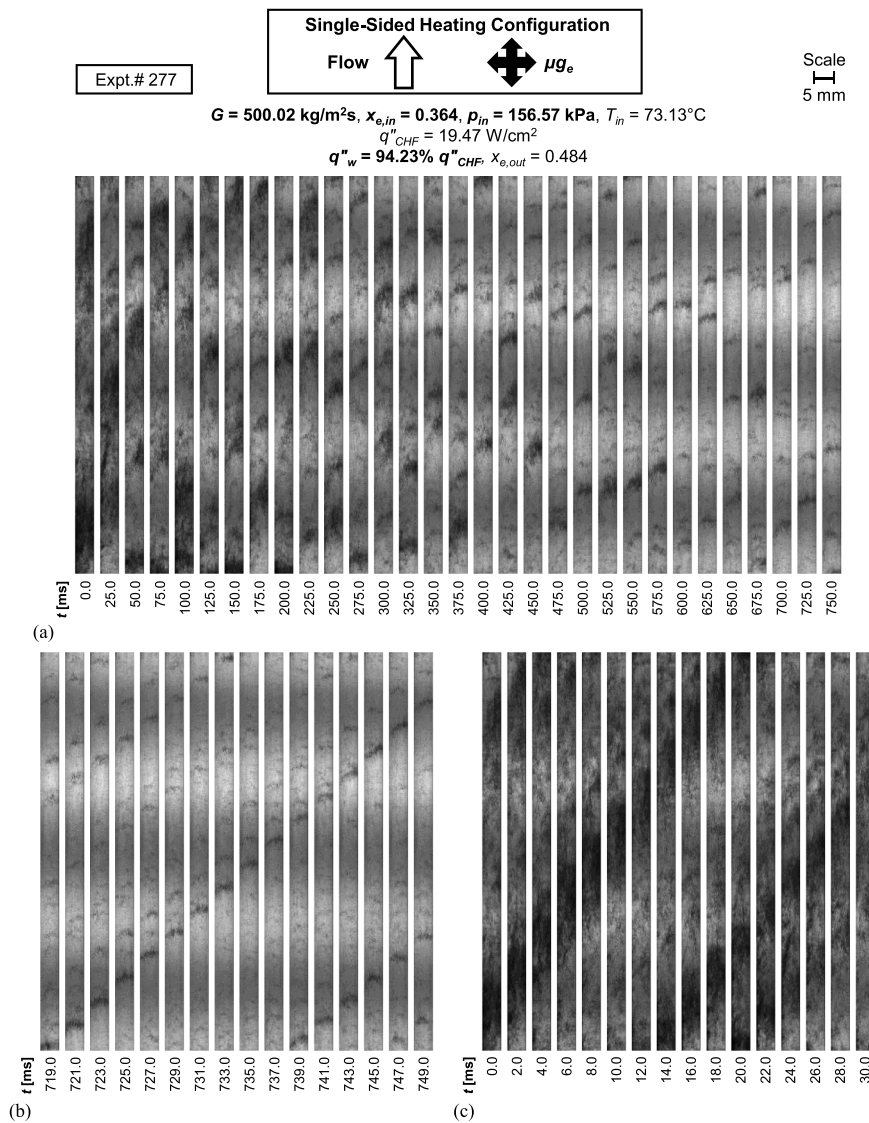 Single-Sided Heating Configuration
Flow
μgₑ
Expt.# 277
Scale
5 mm
G = 500.02 kg/m²s, xₑ,ᵢₙ = 0.364, pᵢₙ = 156.57 kPa, Tᵢₙ = 73.13°C
q"CHF = 19.47 W/cm²
q"w = 94.23% q"CHF, xe,out = 0.484
t [ms]
0.0 25.0 50.0 75.0 100.0 125.0 150.0 175.0 200.0 225.0 250.0 275.0 300.0 325.0 350.0 375.0 400.0 425.0 450.0 475.0 500.0 525.0 550.0 575.0 600.0 625.0 650.0 675.0 700.0 725.0 750.0
(a)
t [ms]
719.0 721.0 723.0 725.0 727.0 729.0 731.0 733.0 735.0 737.0 739.0 741.0 743.0 745.0 747.0 749.0
(b)
t [ms]
0.0 2.0 4.0 6.0 8.0 10.0 12.0 14.0 16.0 18.0 20.0 22.0 24.0 26.0 28.0 30.0
(c)